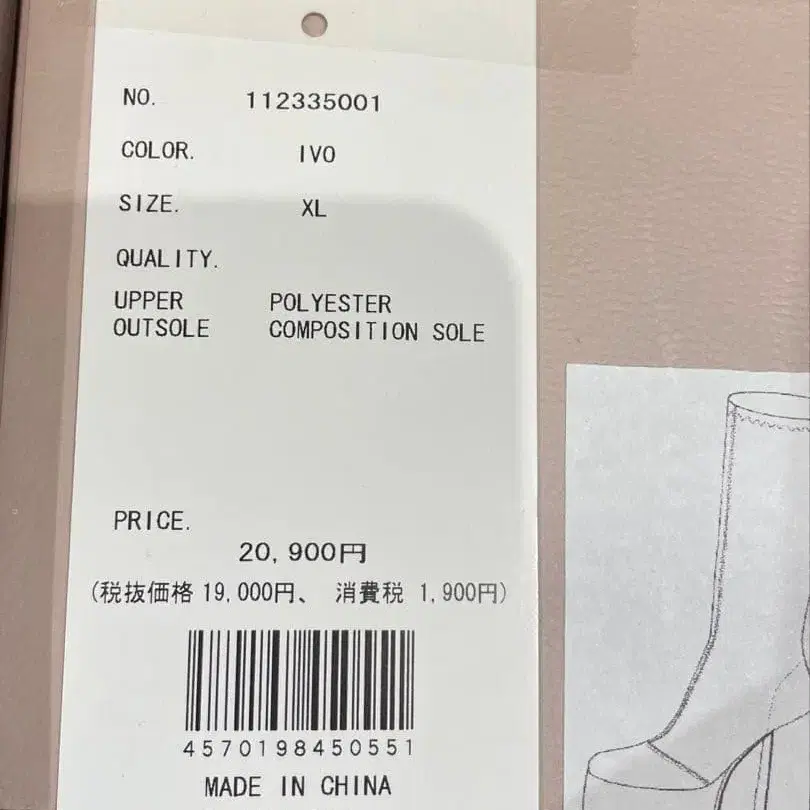 NO. 112335001
COLOR. IVO
SIZE. XL
QUALITY.
UPPER POLYESTER
OUTSOLE COMPOSITION SOLE
PRICE.
20,900円
(税抜価格 19,000円、 消費税 1,900円)
4570198450551
MADE IN CHINA